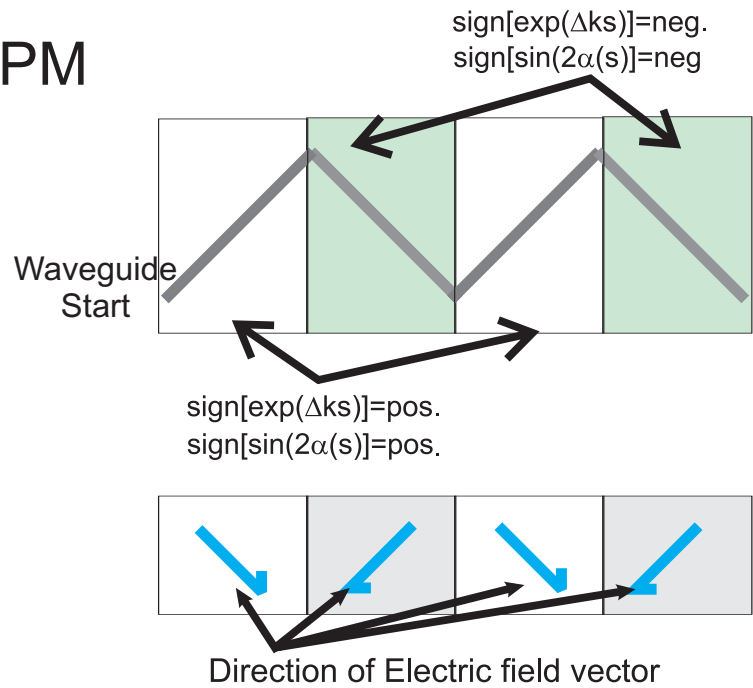 PM
sign[exp(Δks)]=neg.
sign[sin(2α(s)]=neg
Waveguide
Start
sign[exp(Δks)]=pos.
sign[sin(2α(s)]=pos.
Direction of Electric field vector